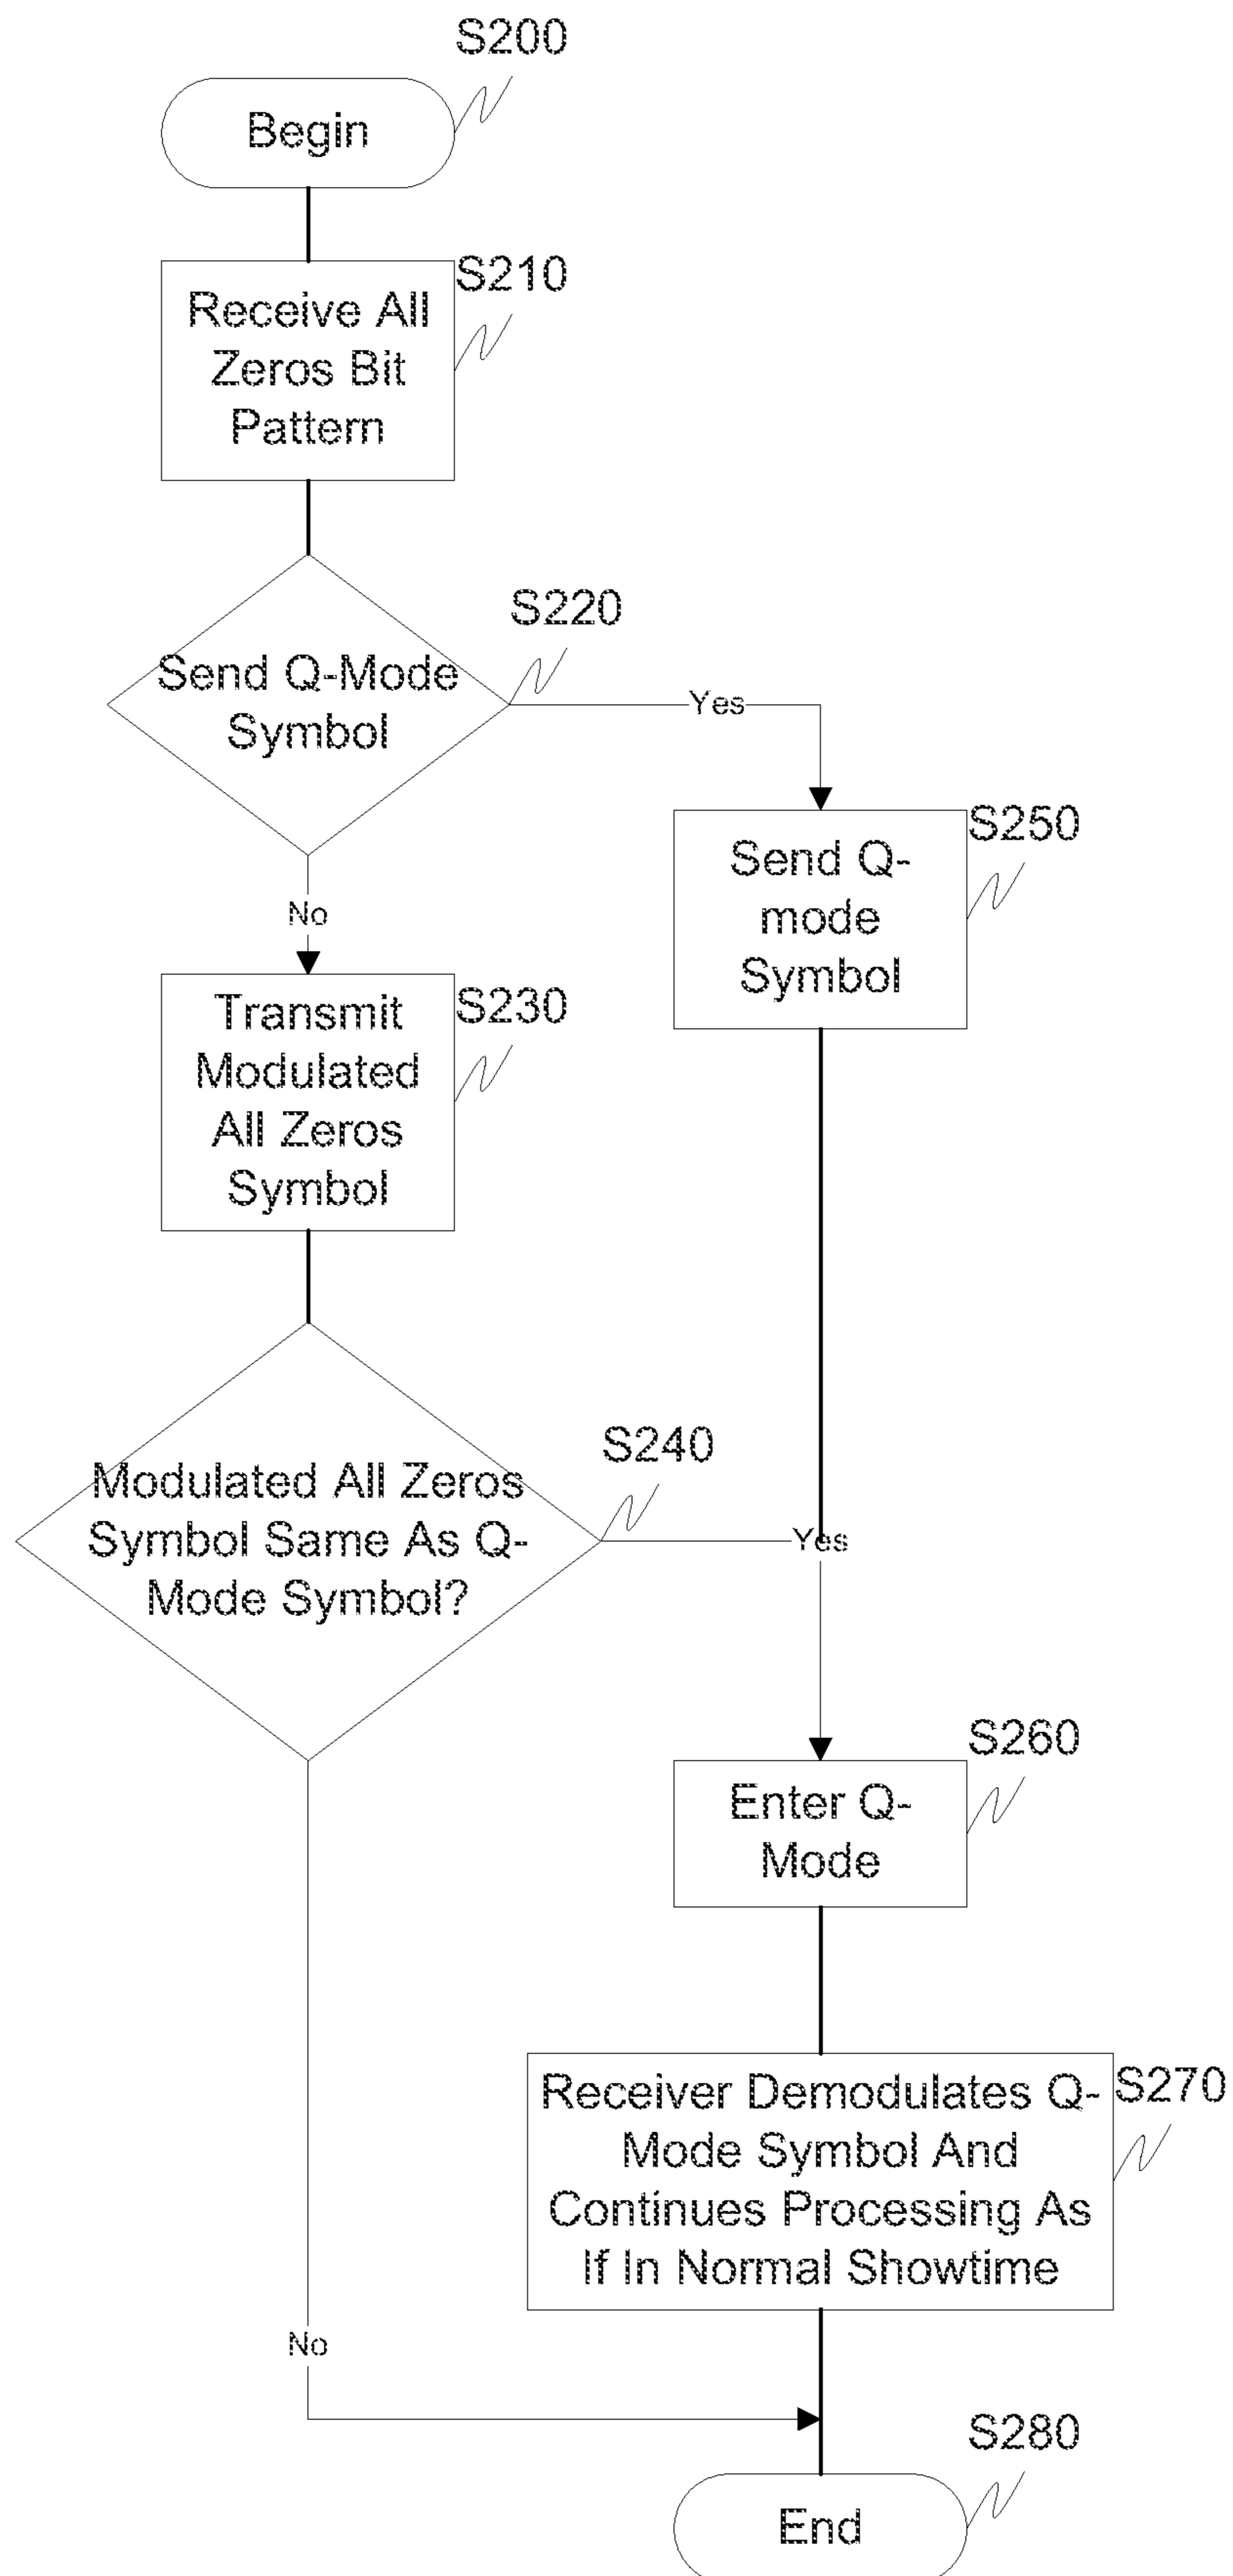 S200
Begin
S210
Receive All
Zeros Bit
Pattern
S220
Send Q-Mode
Symbol
Yes
S250
Send Q-
mode
Symbol
No
S230
Transmit
Modulated
All Zeros
Symbol
S240
Modulated All Zeros
Symbol Same As Q-
Mode Symbol?
Yes
S260
Enter Q-
Mode
S270
Receiver Demodulates Q-
Mode Symbol And
Continues Processing As
If In Normal Showtime
No
S280
End